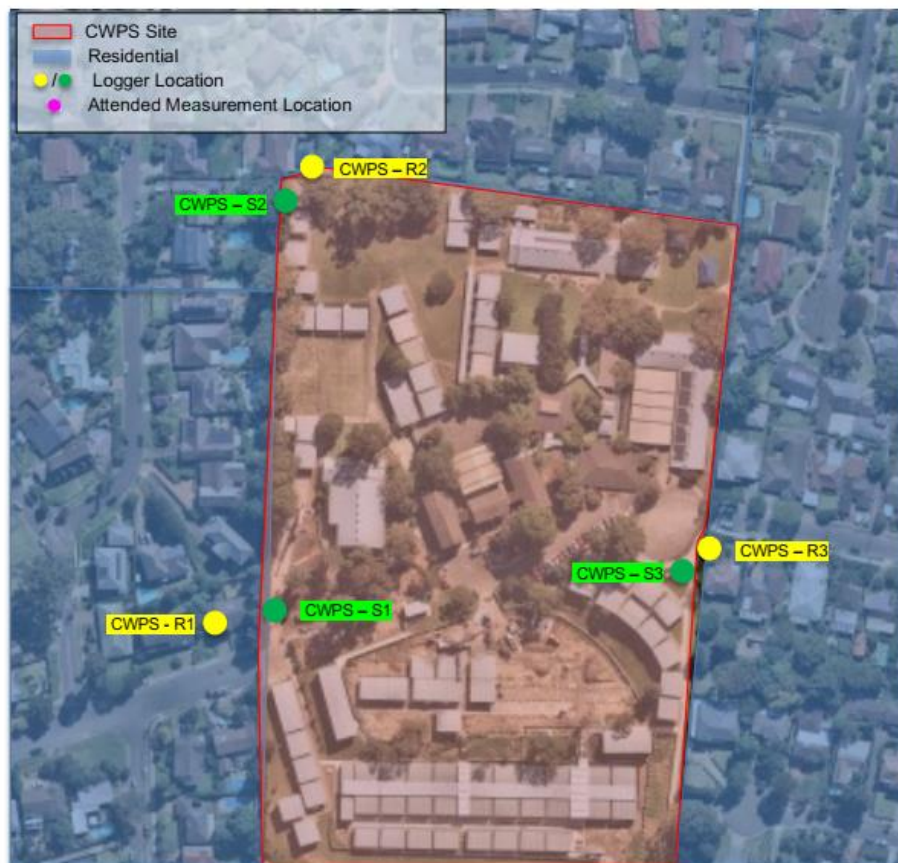 CWPS Site
Residential
/ Logger Location
Attended Measurement Location
CWPS – R2
CWPS – S2
CWPS – R3
CWPS – S3
CWPS – S1
CWPS - R1